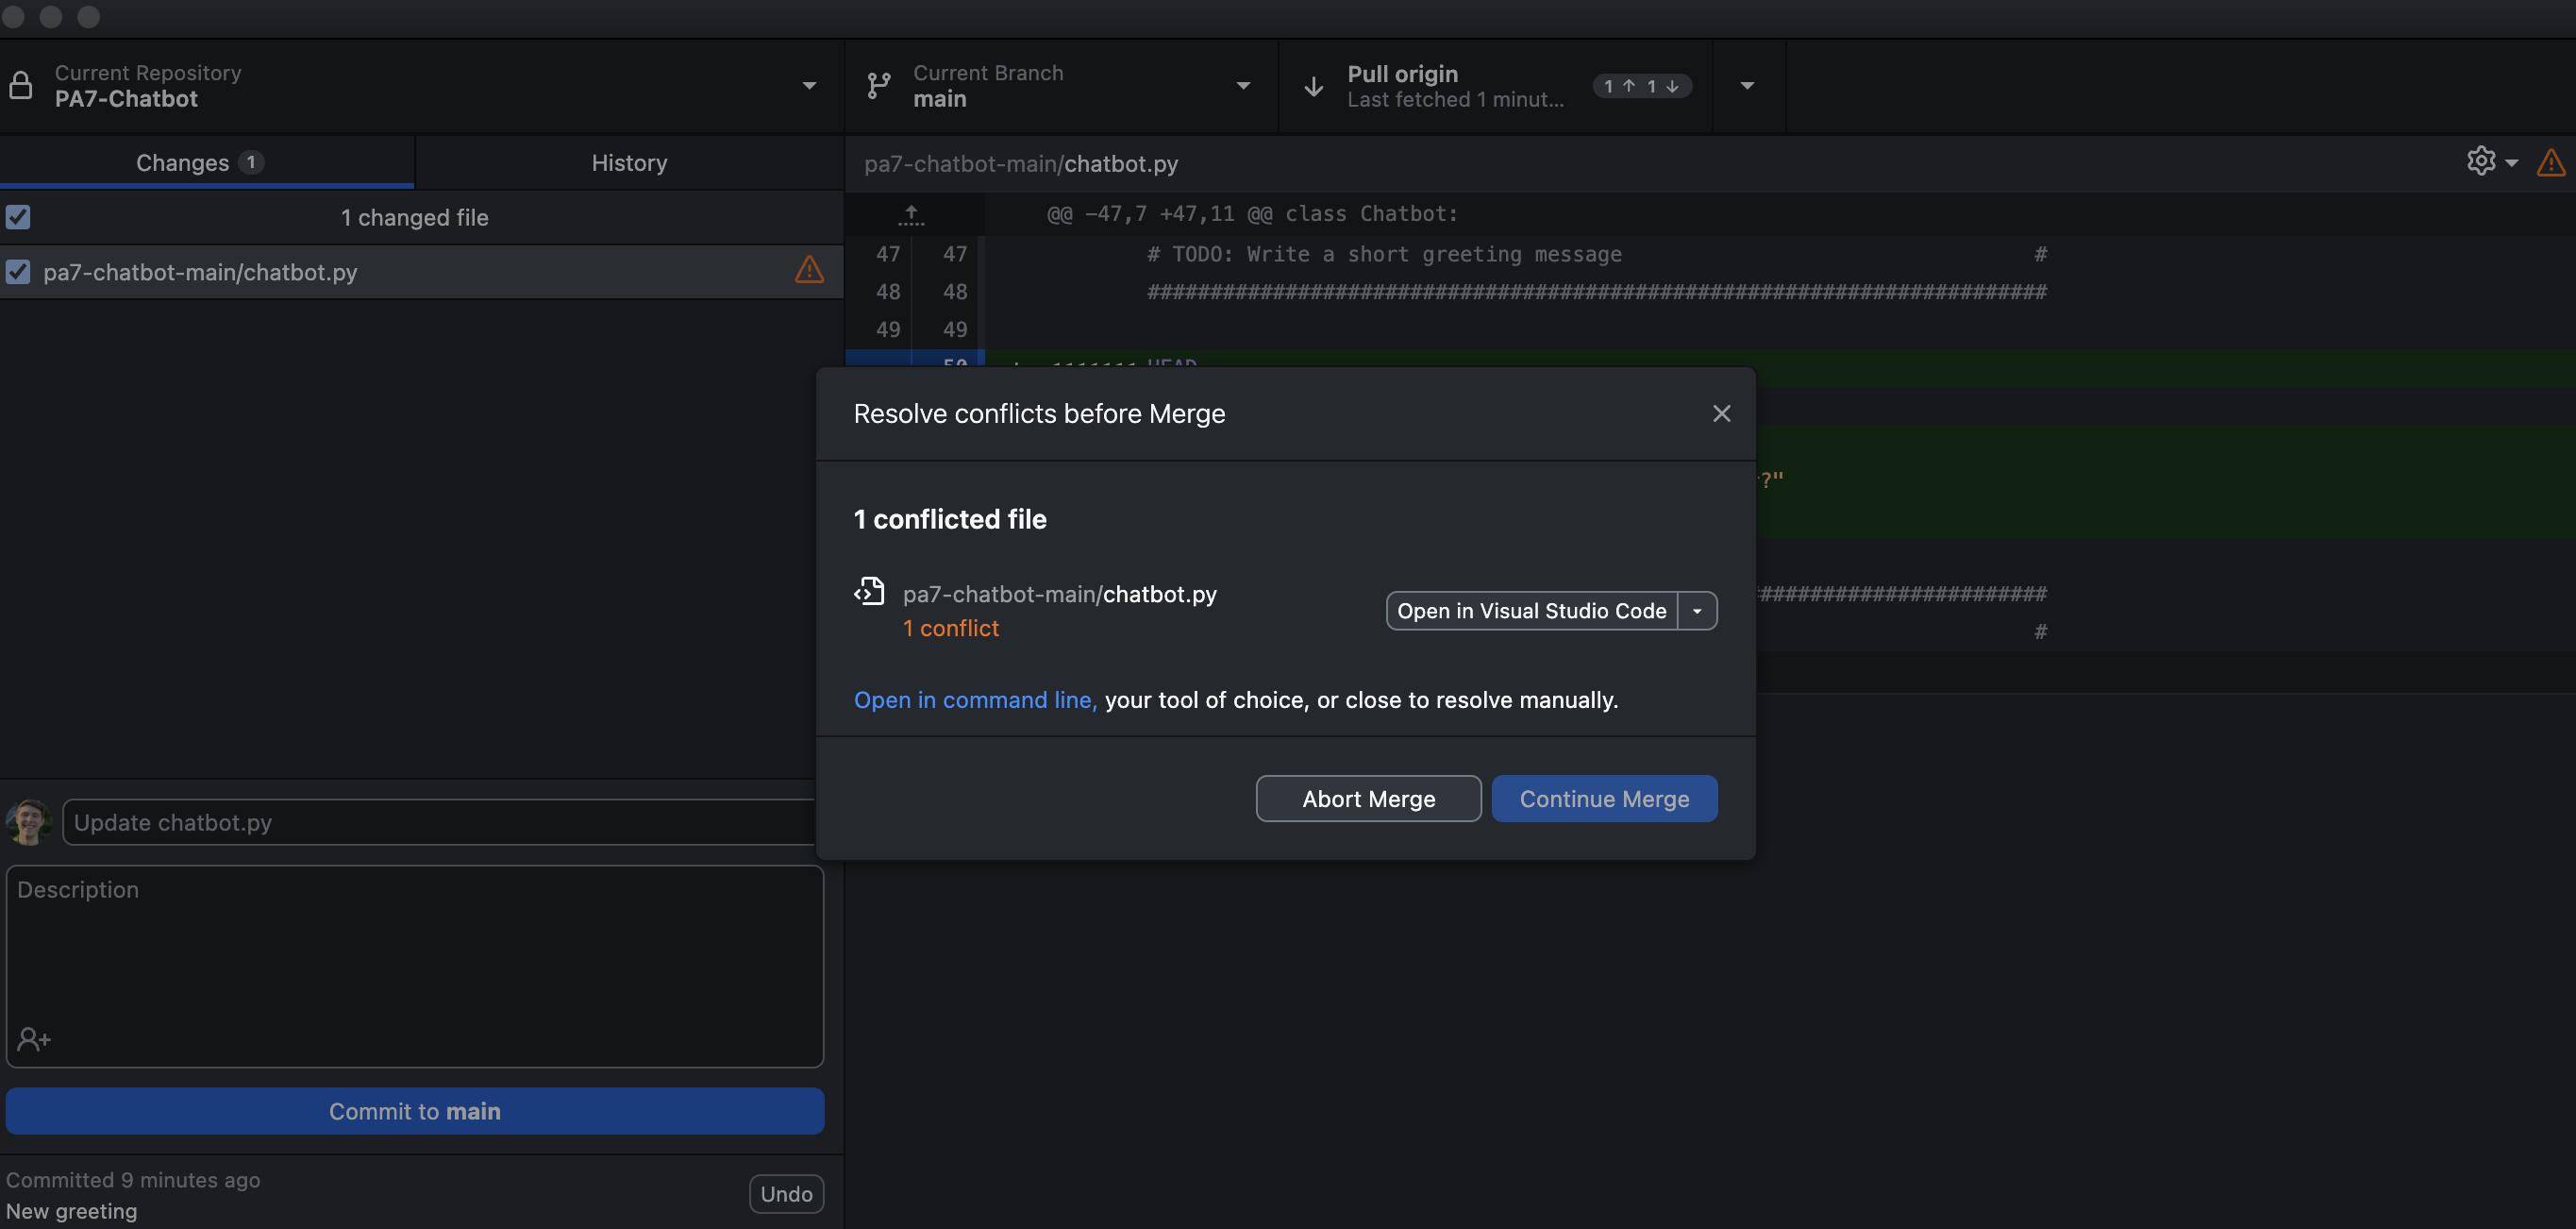 Current Repository
PA7-Chatbot
Current Branch
main
Pull origin
Last fetched 1 minut...
1 ↑ 1 ↓
Changes 1
History
1 changed file
pa7-chatbot-main/chatbot.py
pa7-chatbot-main/chatbot.py
@@ -47,7 +47,11 @@ class Chatbot:
47 47 # TODO: Write a short greeting message #
48 48 ########################################################################
49 49
50 HEAD
?"
#######################
#
Resolve conflicts before Merge
1 conflicted file
pa7-chatbot-main/chatbot.py
1 conflict
Open in Visual Studio Code
Open in command line, your tool of choice, or close to resolve manually.
Abort Merge
Continue Merge
Update chatbot.py
Description
Commit to main
Committed 9 minutes ago
New greeting
Undo